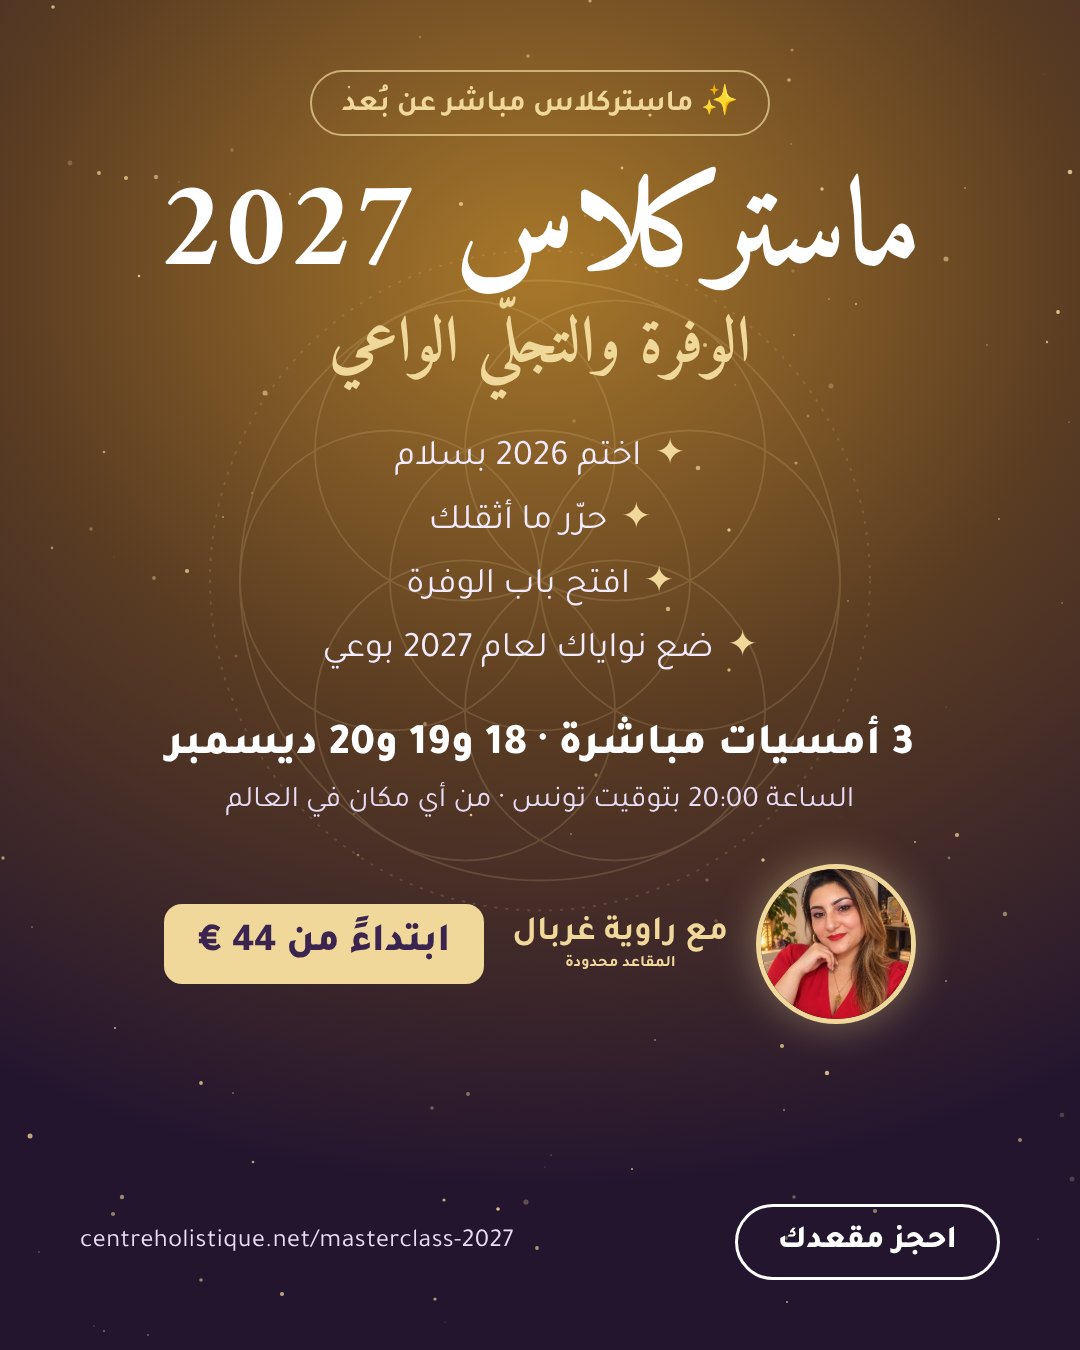 ✨ ماستركلاس مباشر عن بُعد
ماستركلاس 2027
الوفرة والتجلّي الواعي
✦ اختم 2026 بسلام
✦ حرّر ما أثقلك
✦ افتح باب الوفرة
✦ ضع نواياك لعام 2027 بوعي
3 أمسيات مباشرة · 18 و19 و20 ديسمبر
الساعة 20:00 بتوقيت تونس · من أي مكان في العالم
مع راوية غربال
المقاعد محدودة
ابتداءً من 44 €
احجز مقعدك
centreholistique.net/masterclass-2027